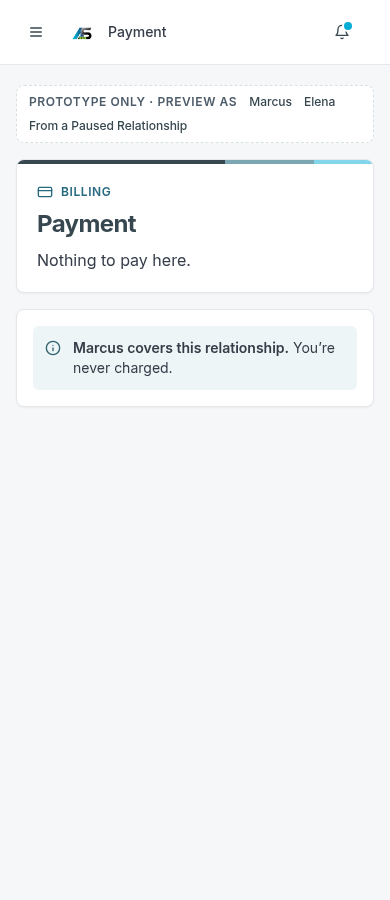 Payment
PROTOTYPE ONLY · PREVIEW AS Marcus Elena
From a Paused Relationship
BILLING
Payment
Nothing to pay here.
Marcus covers this relationship. You’re
never charged.